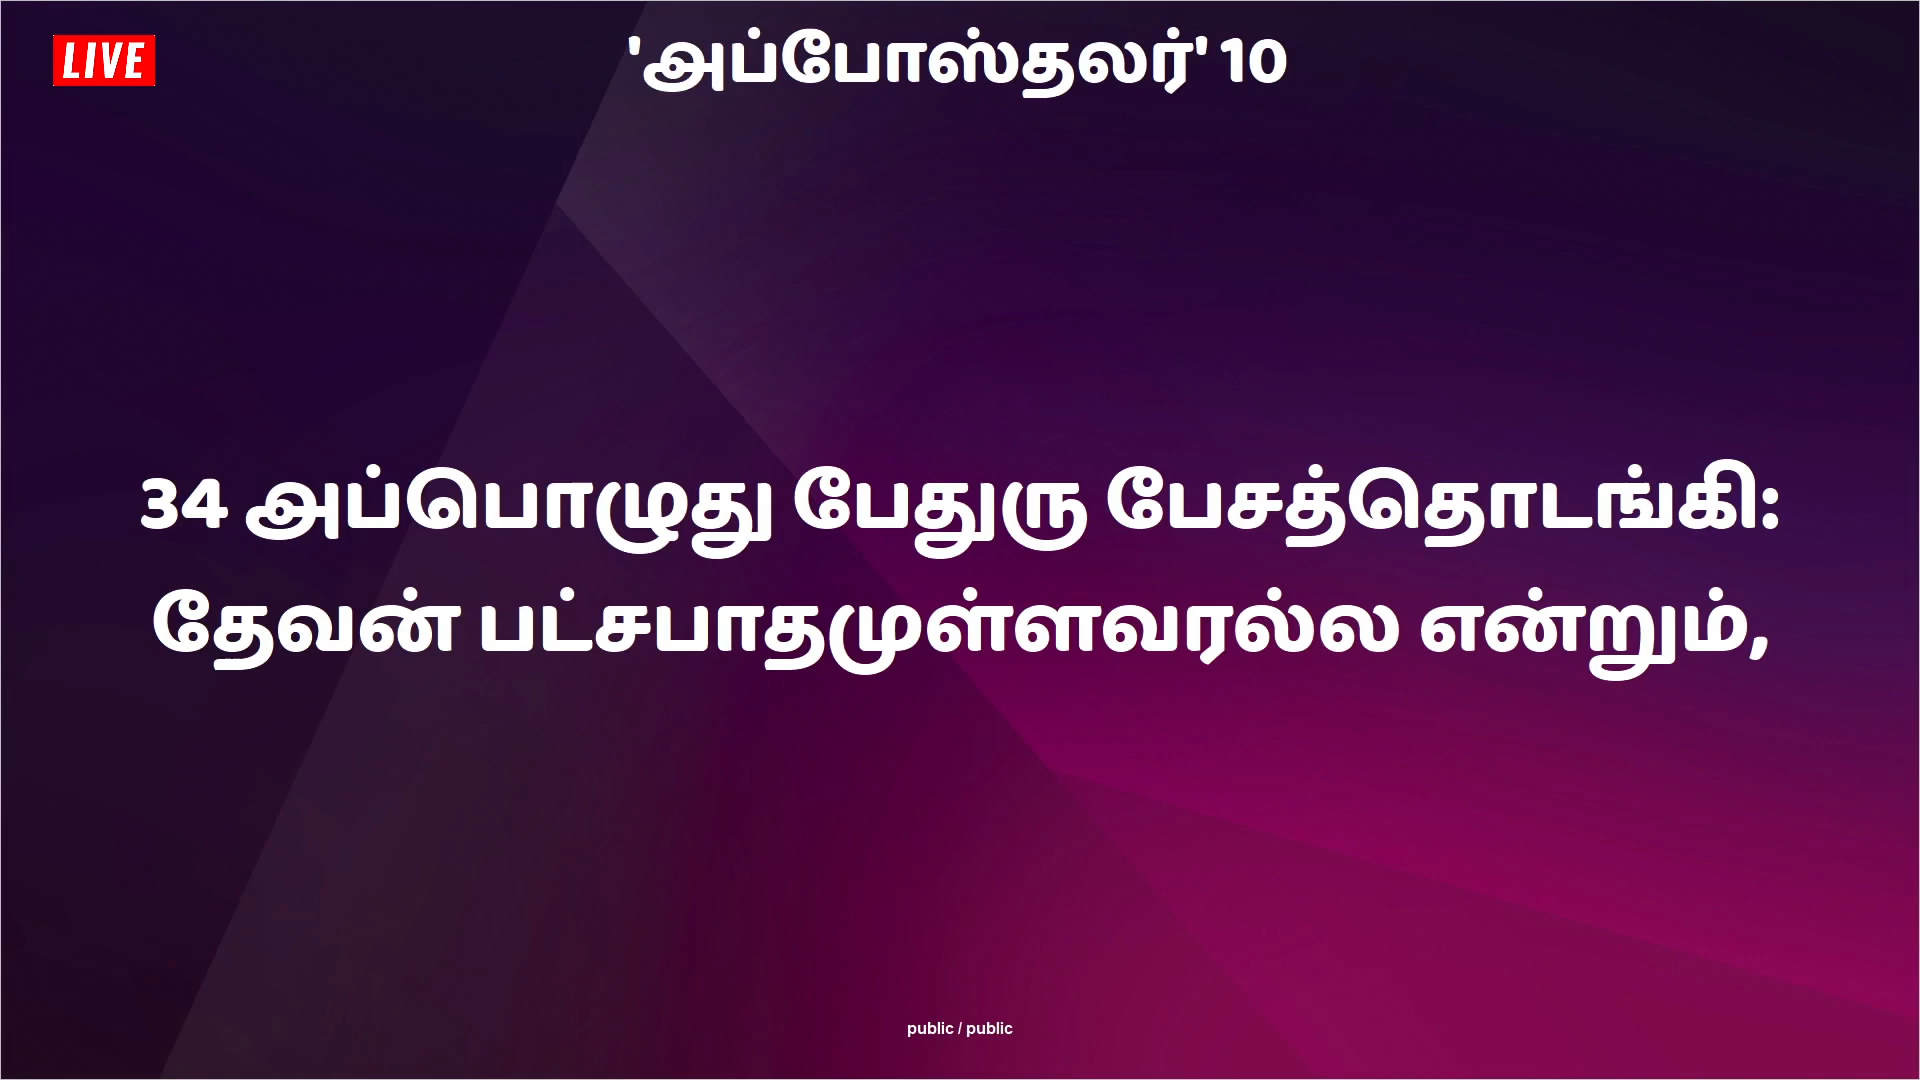 LIVE
'அப்போஸ்தலர்' 10
34 அப்பொழுது பேதுரு பேசத்தொடங்கி:
தேவன் பட்சபாதமுள்ளவரல்ல என்றும்,
public / public